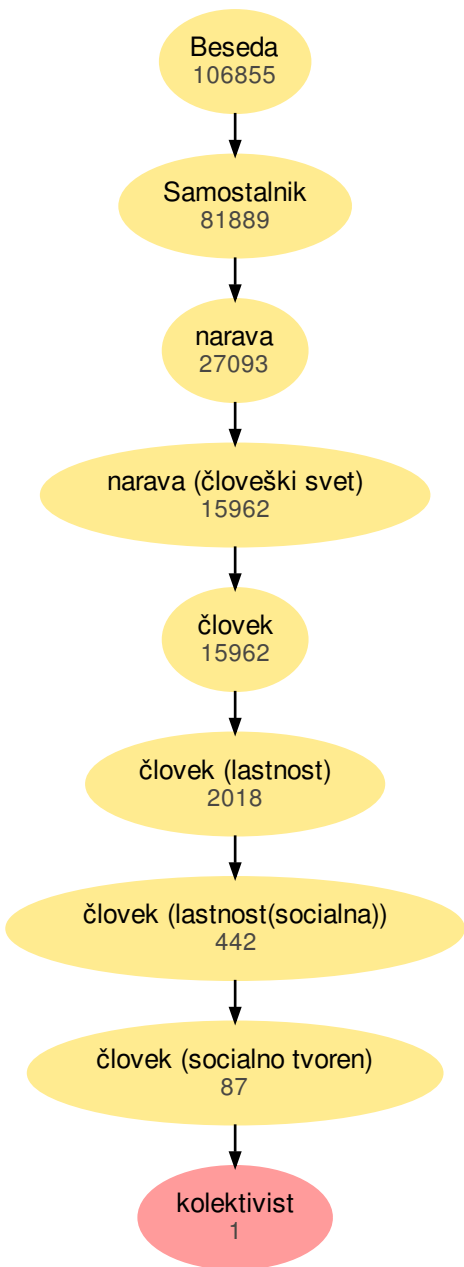 Beseda
106855
Samostalnik
81889
narava
27093
narava (človeški svet)
15962
človek
15962
človek (lastnost)
2018
človek (lastnost(socialna))
442
človek (socialno tvoren)
87
kolektivist
1